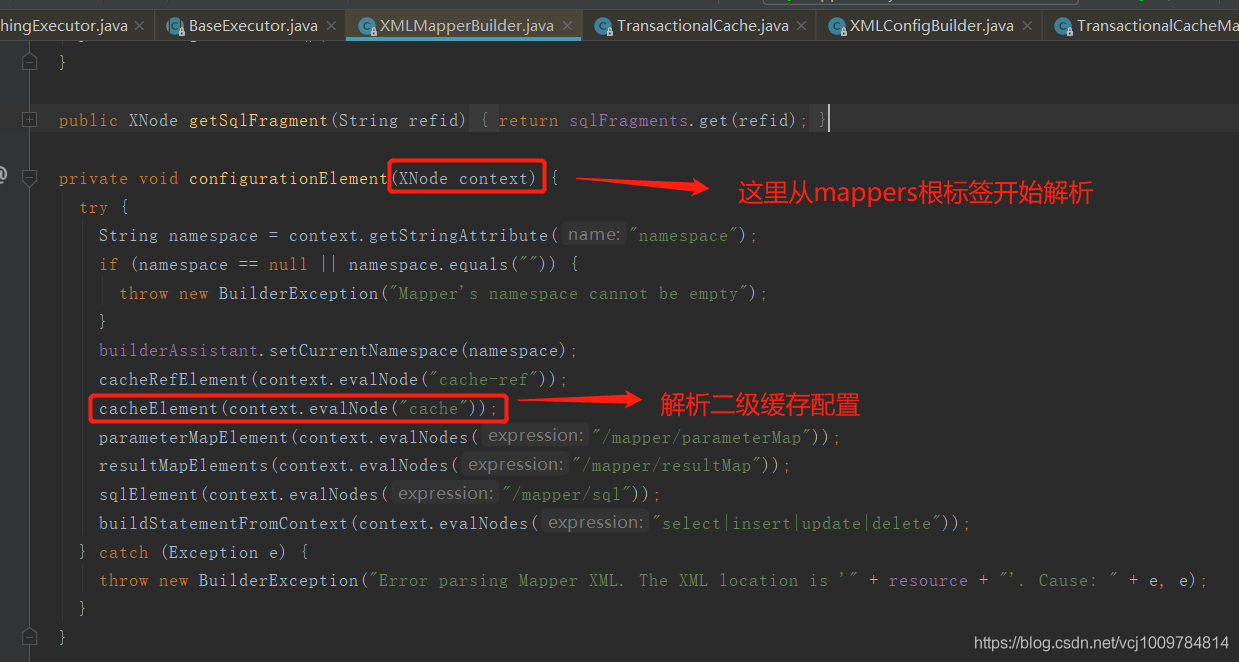 hingExecutor.java × BaseExecutor.java × XMLMapperBuilder.java × TransactionalCache.java × XMLConfigBuilder.java × TransactionalCacheMa
}
public XNode getSqlFragment(String refid) { return sqlFragments.get(refid); }
private void configurationElement(XNode context) {
这里从mappers根标签开始解析
try {
String namespace = context.getStringAttribute( name: "namespace");
if (namespace == null || namespace.equals("")) {
throw new BuilderException("Mapper's namespace cannot be empty");
}
builderAssistant.setCurrentNamespace(namespace);
cacheRefElement(context.evalNode("cache-ref"));
cacheElement(context.evalNode("cache"));
解析二级缓存配置
parameterMapElement(context.evalNodes( expression: "/mapper/parameterMap"));
resultMapElements(context.evalNodes( expression: "/mapper/resultMap"));
sqlElement(context.evalNodes( expression: "/mapper/sql"));
buildStatementFromContext(context.evalNodes( expression: "select|insert|update|delete"));
} catch (Exception e) {
throw new BuilderException("Error parsing Mapper XML. The XML location is '" + resource + "'. Cause: " + e, e);
}
}
https://blog.csdn.net/vcj1009784814